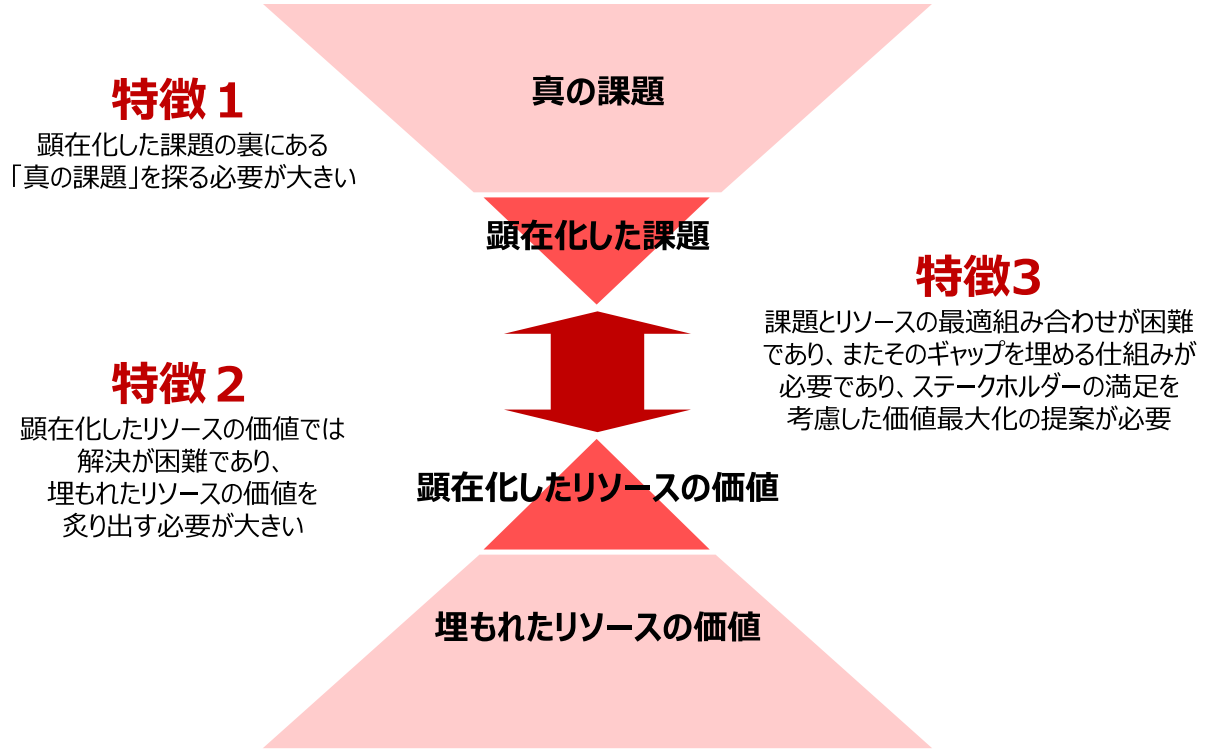 真の課題
特徴１
顕在化した課題の裏にある
「真の課題」を探る必要が大きい
顕在化した課題
特徴3
課題とリソースの最適組み合わせが困難
であり、またそのギャップを埋める仕組みが
必要であり、ステークホルダーの満足を
考慮した価値最大化の提案が必要
特徴２
顕在化したリソースの価値では
解決が困難であり、
埋もれたリソースの価値を
炙り出す必要が大きい
顕在化したリソースの価値
埋もれたリソースの価値